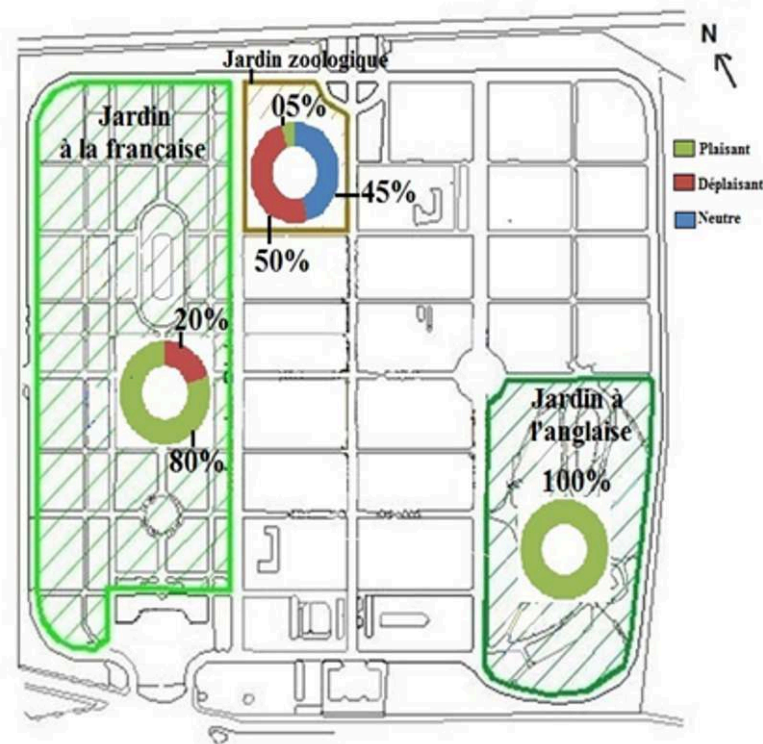 Jardin zoologique
N
Jardin
à la française
05%
45%
50%
Plaisant
Déplaisant
Neutre
20%
80%
Jardin à
l'anglaise
100%